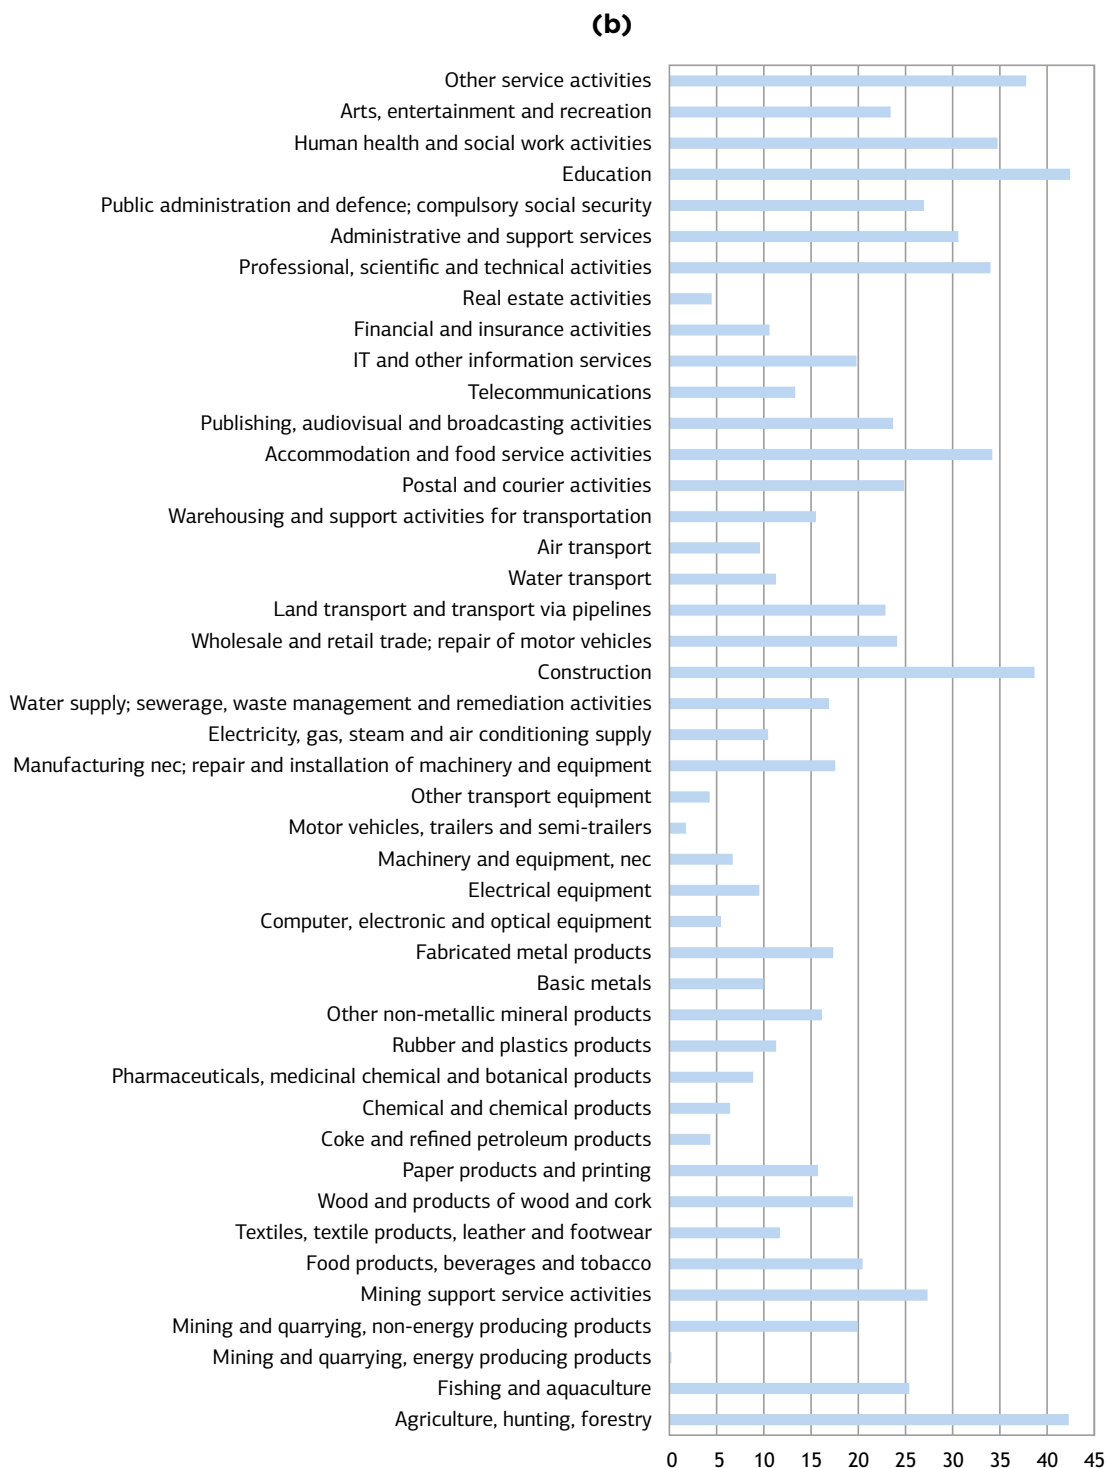 (b)
Other service activities
Arts, entertainment and recreation
Human health and social work activities
Education
Public administration and defence; compulsory social security
Administrative and support services
Professional, scientific and technical activities
Real estate activities
Financial and insurance activities
IT and other information services
Telecommunications
Publishing, audiovisual and broadcasting activities
Accommodation and food service activities
Postal and courier activities
Warehousing and support activities for transportation
Air transport
Water transport
Land transport and transport via pipelines
Wholesale and retail trade; repair of motor vehicles
Construction
Water supply; sewerage, waste management and remediation activities
Electricity, gas, steam and air conditioning supply
Manufacturing nec; repair and installation of machinery and equipment
Other transport equipment
Motor vehicles, trailers and semi-trailers
Machinery and equipment, nec
Electrical equipment
Computer, electronic and optical equipment
Fabricated metal products
Basic metals
Other non-metallic mineral products
Rubber and plastics products
Pharmaceuticals, medicinal chemical and botanical products
Chemical and chemical products
Coke and refined petroleum products
Paper products and printing
Wood and products of wood and cork
Textiles, textile products, leather and footwear
Food products, beverages and tobacco
Mining support service activities
Mining and quarrying, non-energy producing products
Mining and quarrying, energy producing products
Fishing and aquaculture
Agriculture, hunting, forestry
0 5 10 15 20 25 30 35 40 45